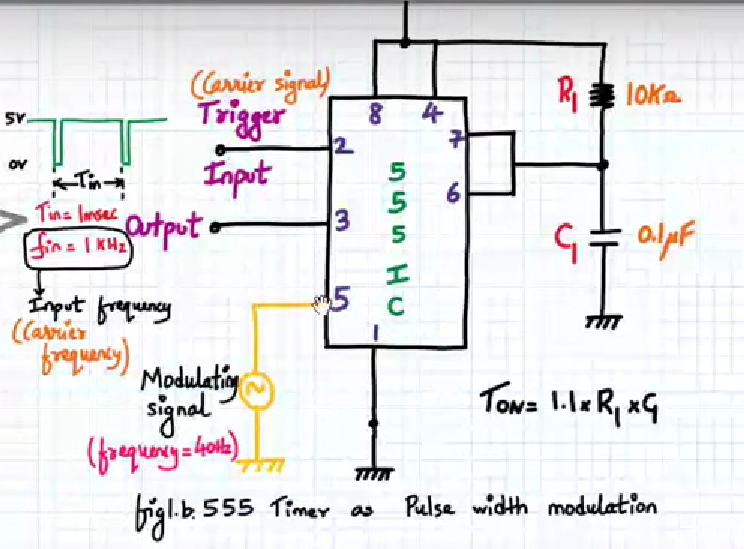 (Carrier signal)
Trigger
Input
Output
5V
0V
Tin
Tin = 1msec
fin = 1 KHz
Input frequency
(Carrier
frequency)
Modulating
signal
(frequency = 40Hz)
8
4
2
7
3
6
5
1
5
5
5
I
C
R1
10KΩ
C1
0.1μF
TON = 1.1 x R1 x C1
fig1.b. 555 Timer as Pulse width modulation